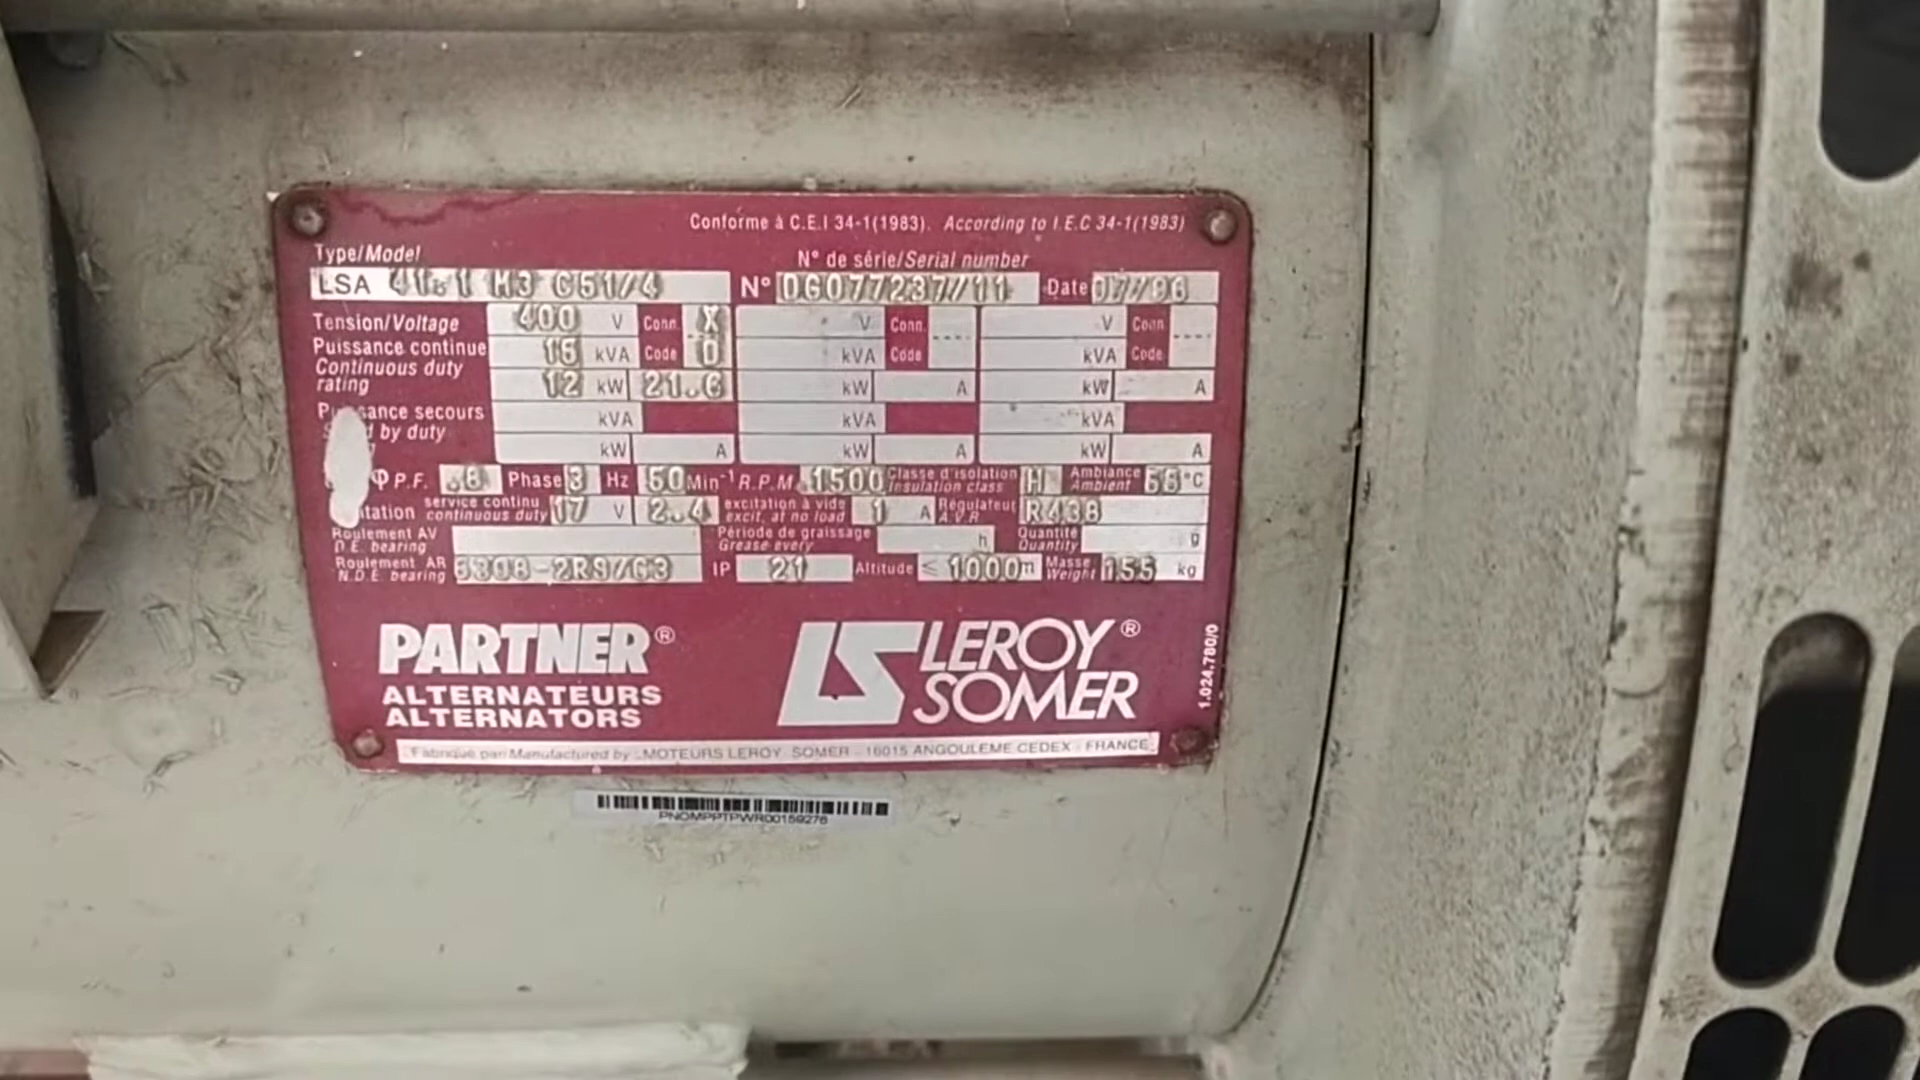 Conforme à C.E.I 34-1(1983). According to I.E.C 34-1(1983)
Type/Model N° de série/Serial number
LSA 41.1 M3 C51/4 N° DG077237/11 Date 07/96
Tension/Voltage 400 V Conn. X V Conn. V Conn.
Puissance continue 15 kVA Code 0 kVA Code kVA Code
Continuous duty
rating 12 kW 21.6 kW A kW A
secours kVA kVA kVA
by duty
kW A kW A kW A
Φ P.F. .8 Phase 3 Hz 50 Min-1 R.P.M. 1500 Classe d'isolation H Ambiance °C
Insulation class Ambient
service continu 17 V 2.4 excitation à vide 1 A Régulateur R438
continuous duty excit. at no load A.V.R
Roulement AV Période de graissage h Quantité g
D.E. bearing Grease every Quantity
Roulement AR 6308-2RS/C3 IP 21 Altitude ≤ 1000m Masse 155 kg
N.D.E. bearing Weight
PARTNER® LS LEROY®
ALTERNATEURS SOMER
ALTERNATORS
1.024.780/0
Fabriqué par/Manufactured by : MOTEURS LEROY SOMER - 16015 ANGOULEME CEDEX - FRANCE
PNOMPPTPWR00159276